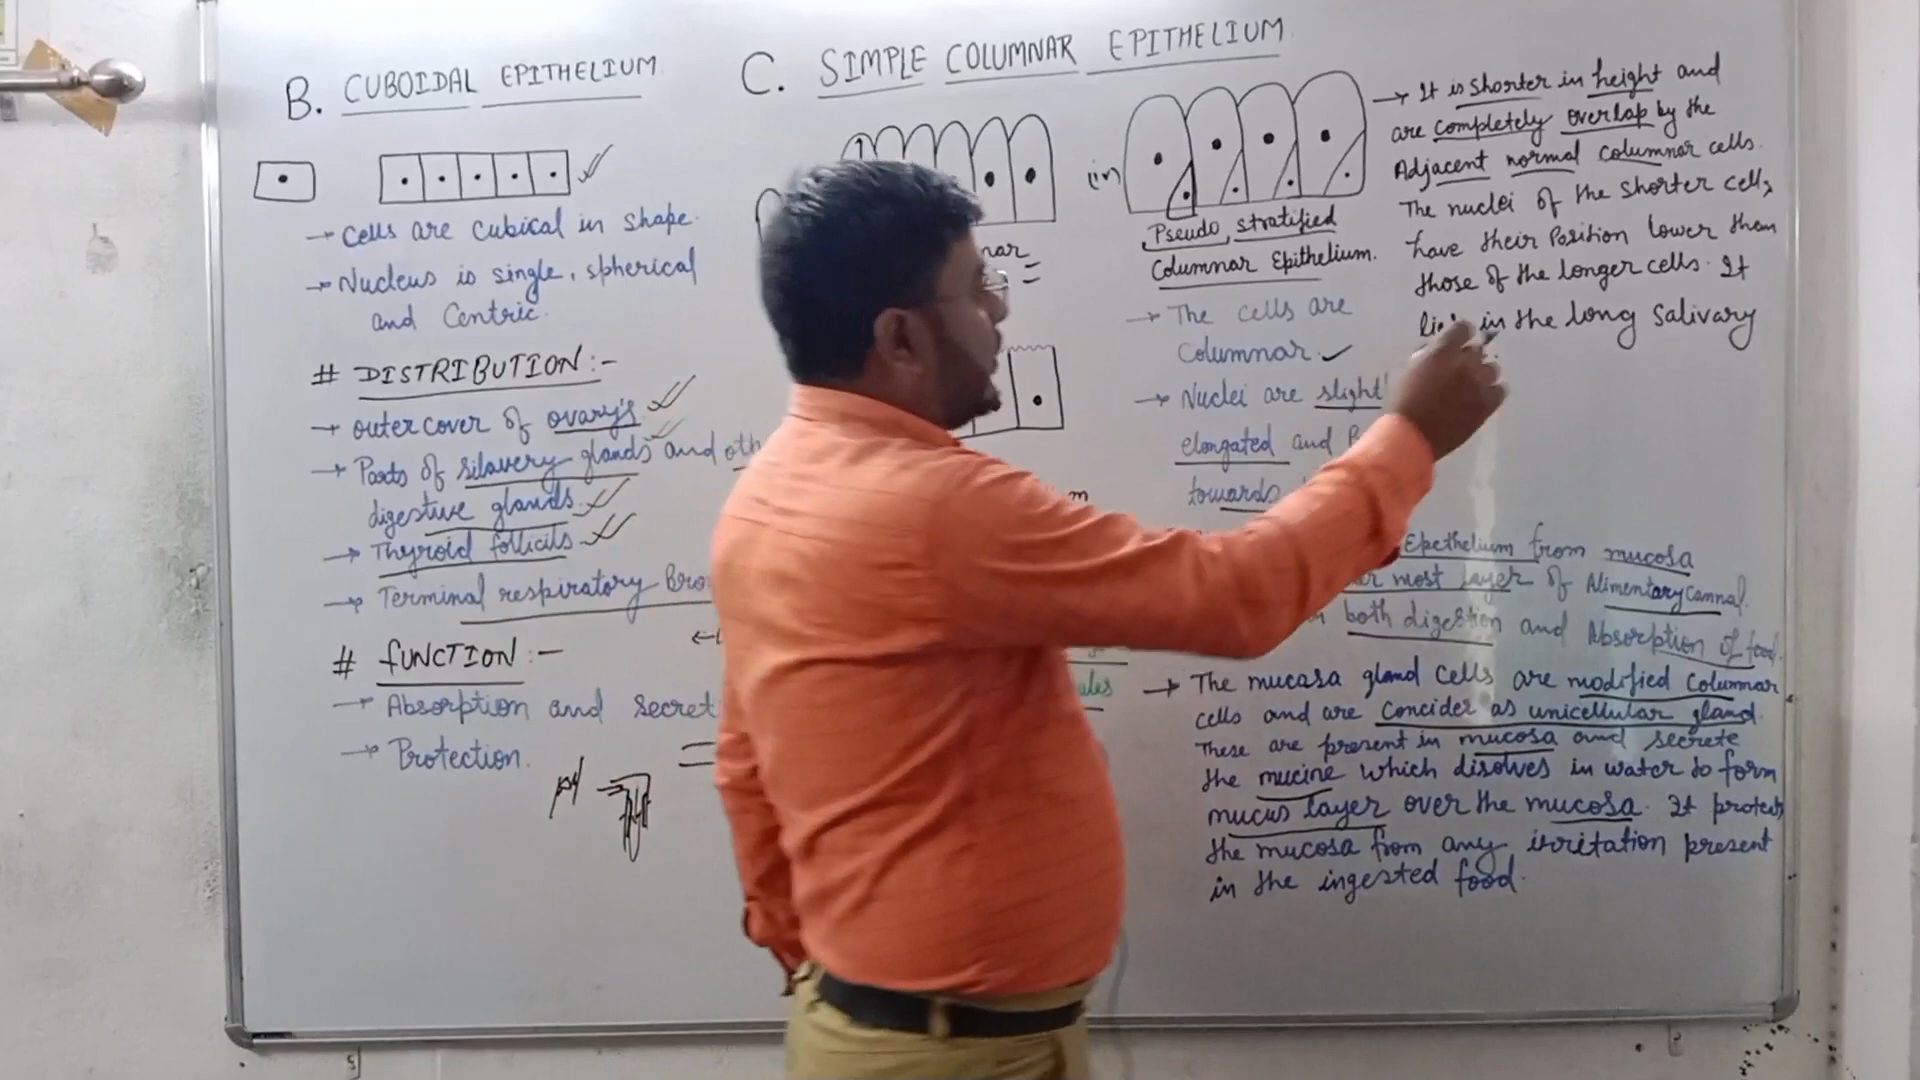 B. CUBOIDAL EPITHELIUM
→ Cells are cubical in shape.
→ Nucleus is single, spherical
and Centric.
# DISTRIBUTION :-
→ outer cover of ovary's
→ Parts of silavery glands and oth
digestive glands.
→ Thyroid follicils
→ Terminal respiratory Bro
# FUNCTION :-
→ Absorption and secret
→ Protection.
C. SIMPLE COLUMNAR EPITHELIUM
nar
m
ules
(iii)
Pseudo stratified
Columnar Epithelium.
→ The cells are
Columnar.
→ Nuclei are slight
elongated and
towards
→ It is shorter in height and
are completely overlap by the
Adjacent normal columnar cells.
The nuclei of the shorter cells
have their position lower than
those of the longer cells. It
in the long Salivary
Epethelium from mucosa
most layer of Alimentary cannal.
both digestion and Absorption of food.
→ The mucasa gland cells are modified Columnar
cells and are concider as unicellular gland.
These are present in mucosa and secrete
the mucine which disolves in water to form
mucus layer over the mucosa. It protects
the mucosa from any irritation present
in the ingested food.